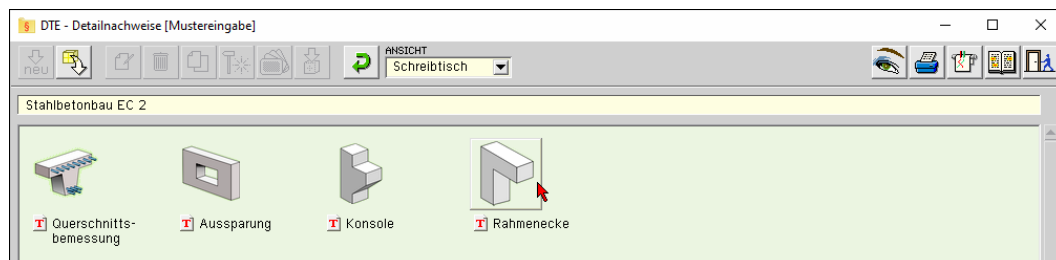 DTE - Detailnachweise [Mustereingabe]
neu
ANSICHT
Schreibtisch
Stahlbetonbau EC 2
T Querschnitts-
bemessung
T Aussparung
T Konsole
T Rahmenecke